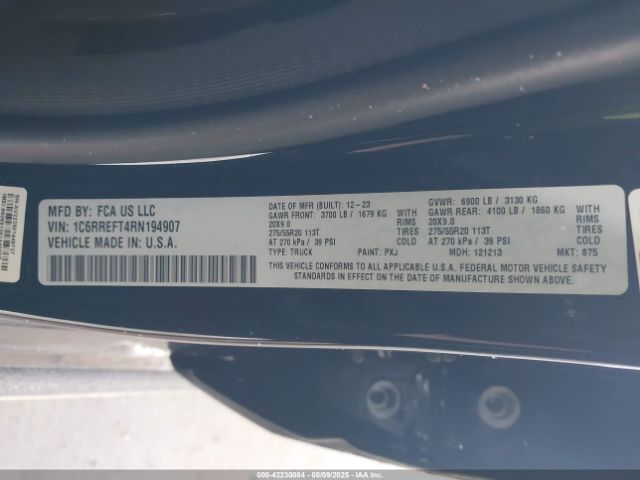 MFD BY: FCA US LLC
VIN: 1C6RREFT4RN194907
VEHICLE MADE IN: U.S.A.
DATE OF MFR (BUILT): 12-23
GAWR FRONT: 3700 LB / 1679 KG WITH
20X9.0 RIMS
275/55R20 113T TIRES
AT 270 kPa / 39 PSI
TYPE: TRUCK PAINT: PXJ
GVWR: 6900 LB / 3130 KG
GAWR REAR: 4100 LB / 1860 KG WITH
20X9.0 RIMS
275/55R20 113T TIRES
AT 270 kPa / 39 PSI
MDH: 121213 MKT: 875
THIS VEHICLE CONFORMS TO ALL APPLICABLE U.S.A. FEDERAL MOTOR VEHICLE SAFETY
STANDARDS IN EFFECT ON THE DATE OF MANUFACTURE SHOWN ABOVE.
000-42230084 05/09/2025 IAA Inc.